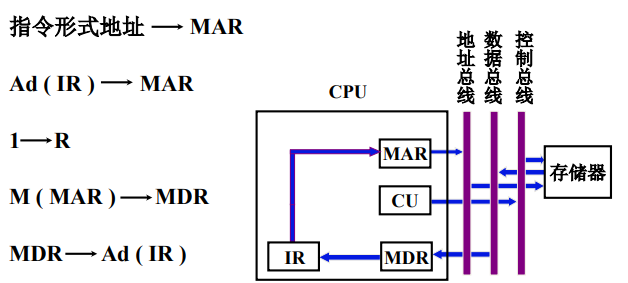 指令形式地址 → MAR
Ad ( IR ) → MAR
1 → R
M ( MAR ) → MDR
MDR → Ad ( IR )
CPU
地址总线
数据总线
控制总线
MAR
CU
IR
MDR
存储器